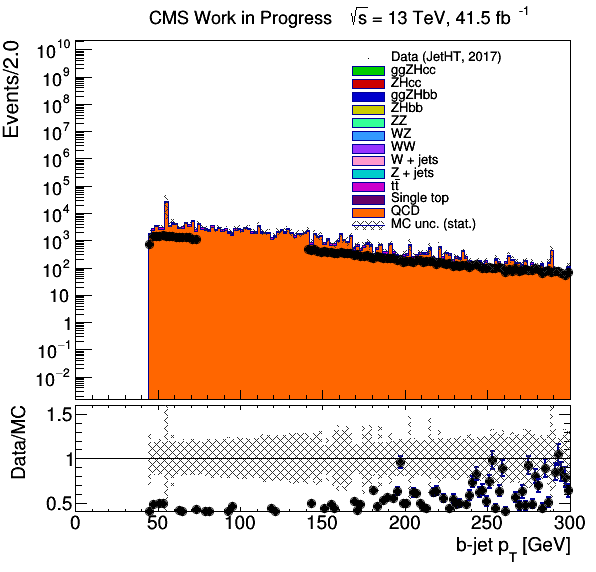 CMS Work in Progress √s = 13 TeV, 41.5 fb⁻¹
Events/2.0
10¹⁰
10⁹
10⁸
10⁷
10⁶
10⁵
10⁴
10³
10²
10
1
10⁻¹
10⁻²
Data (JetHT, 2017)
ggZHcc
ZHcc
ggZHbb
ZHbb
ZZ
WZ
WW
W + jets
Z + jets
tt̄
Single top
QCD
MC unc. (stat.)
Data/MC
1.5
1
0.5
0 50 100 150 200 250 300
b-jet p_T [GeV]